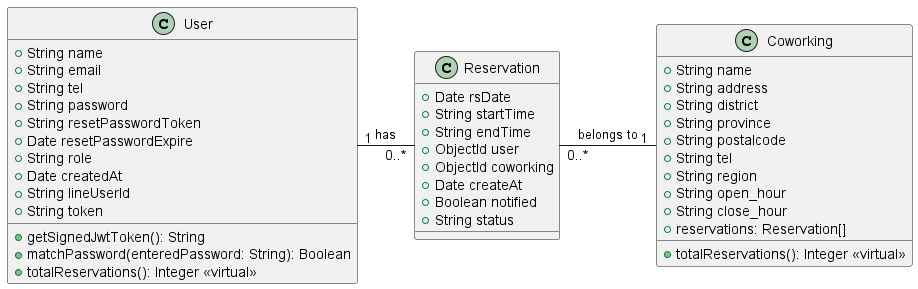 C User
String name
String email
String tel
String password
String resetPasswordToken
Date resetPasswordExpire
String role
Date createdAt
String lineUserId
String token
getSignedJwtToken(): String
matchPassword(enteredPassword: String): Boolean
totalReservations(): Integer «virtual»
1 has
0..*
C Reservation
Date rsDate
String startTime
String endTime
ObjectId user
ObjectId coworking
Date createAt
Boolean notified
String status
belongs to 1
0..*
C Coworking
String name
String address
String district
String province
String postalcode
String tel
String region
String open_hour
String close_hour
reservations: Reservation[]
totalReservations(): Integer «virtual»